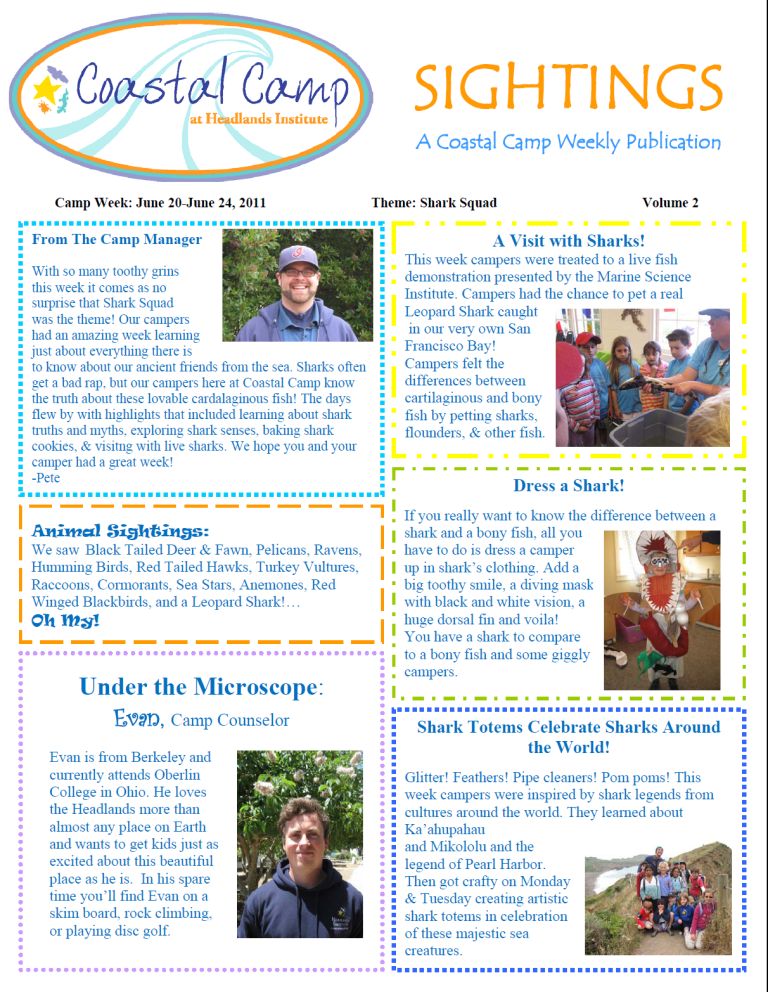 Coastal Camp
at Headlands Institute
SIGHTINGS
A Coastal Camp Weekly Publication
Camp Week: June 20-June 24, 2011 Theme: Shark Squad Volume 2
From The Camp Manager
With so many toothy grins
this week it comes as no
surprise that Shark Squad
was the theme! Our campers
had an amazing week learning
just about everything there is
to know about our ancient friends from the sea. Sharks often
get a bad rap, but our campers here at Coastal Camp know
the truth about these lovable cardalaginous fish! The days
flew by with highlights that included learning about shark
truths and myths, exploring shark senses, baking shark
cookies, & visitng with live sharks. We hope you and your
camper had a great week!
-Pete
Animal Sightings:
We saw Black Tailed Deer & Fawn, Pelicans, Ravens,
Humming Birds, Red Tailed Hawks, Turkey Vultures,
Raccoons, Cormorants, Sea Stars, Anemones, Red
Winged Blackbirds, and a Leopard Shark!…
Oh My!
Under the Microscope:
Evan, Camp Counselor
Evan is from Berkeley and
currently attends Oberlin
College in Ohio. He loves
the Headlands more than
almost any place on Earth
and wants to get kids just as
excited about this beautiful
place as he is. In his spare
time you'll find Evan on a
skim board, rock climbing,
or playing disc golf.
A Visit with Sharks!
This week campers were treated to a live fish
demonstration presented by the Marine Science
Institute. Campers had the chance to pet a real
Leopard Shark caught
in our very own San
Francisco Bay!
Campers felt the
differences between
cartilaginous and bony
fish by petting sharks,
flounders, & other fish.
Dress a Shark!
If you really want to know the difference between a
shark and a bony fish, all you
have to do is dress a camper
up in shark's clothing. Add a
big toothy smile, a diving mask
with black and white vision, a
huge dorsal fin and voila!
You have a shark to compare
to a bony fish and some giggly
campers.
Shark Totems Celebrate Sharks Around
the World!
Glitter! Feathers! Pipe cleaners! Pom poms! This
week campers were inspired by shark legends from
cultures around the world. They learned about
Ka'ahupahau
and Mikololu and the
legend of Pearl Harbor.
Then got crafty on Monday
& Tuesday creating artistic
shark totems in celebration
of these majestic sea
creatures.